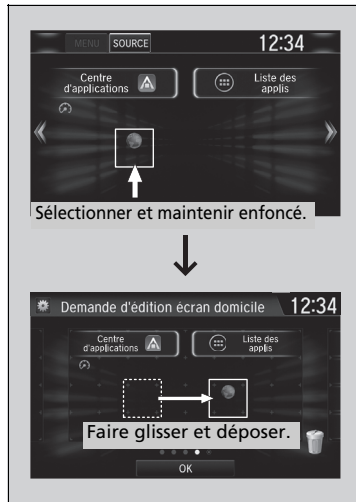 MENU SOURCE 12:34
Centre
d'applications
Liste des
applis
Sélectionner et maintenir enfoncé.
Demande d'édition écran domicile 12:34
Centre
d'applications
Liste des
applis
Faire glisser et déposer.
OK